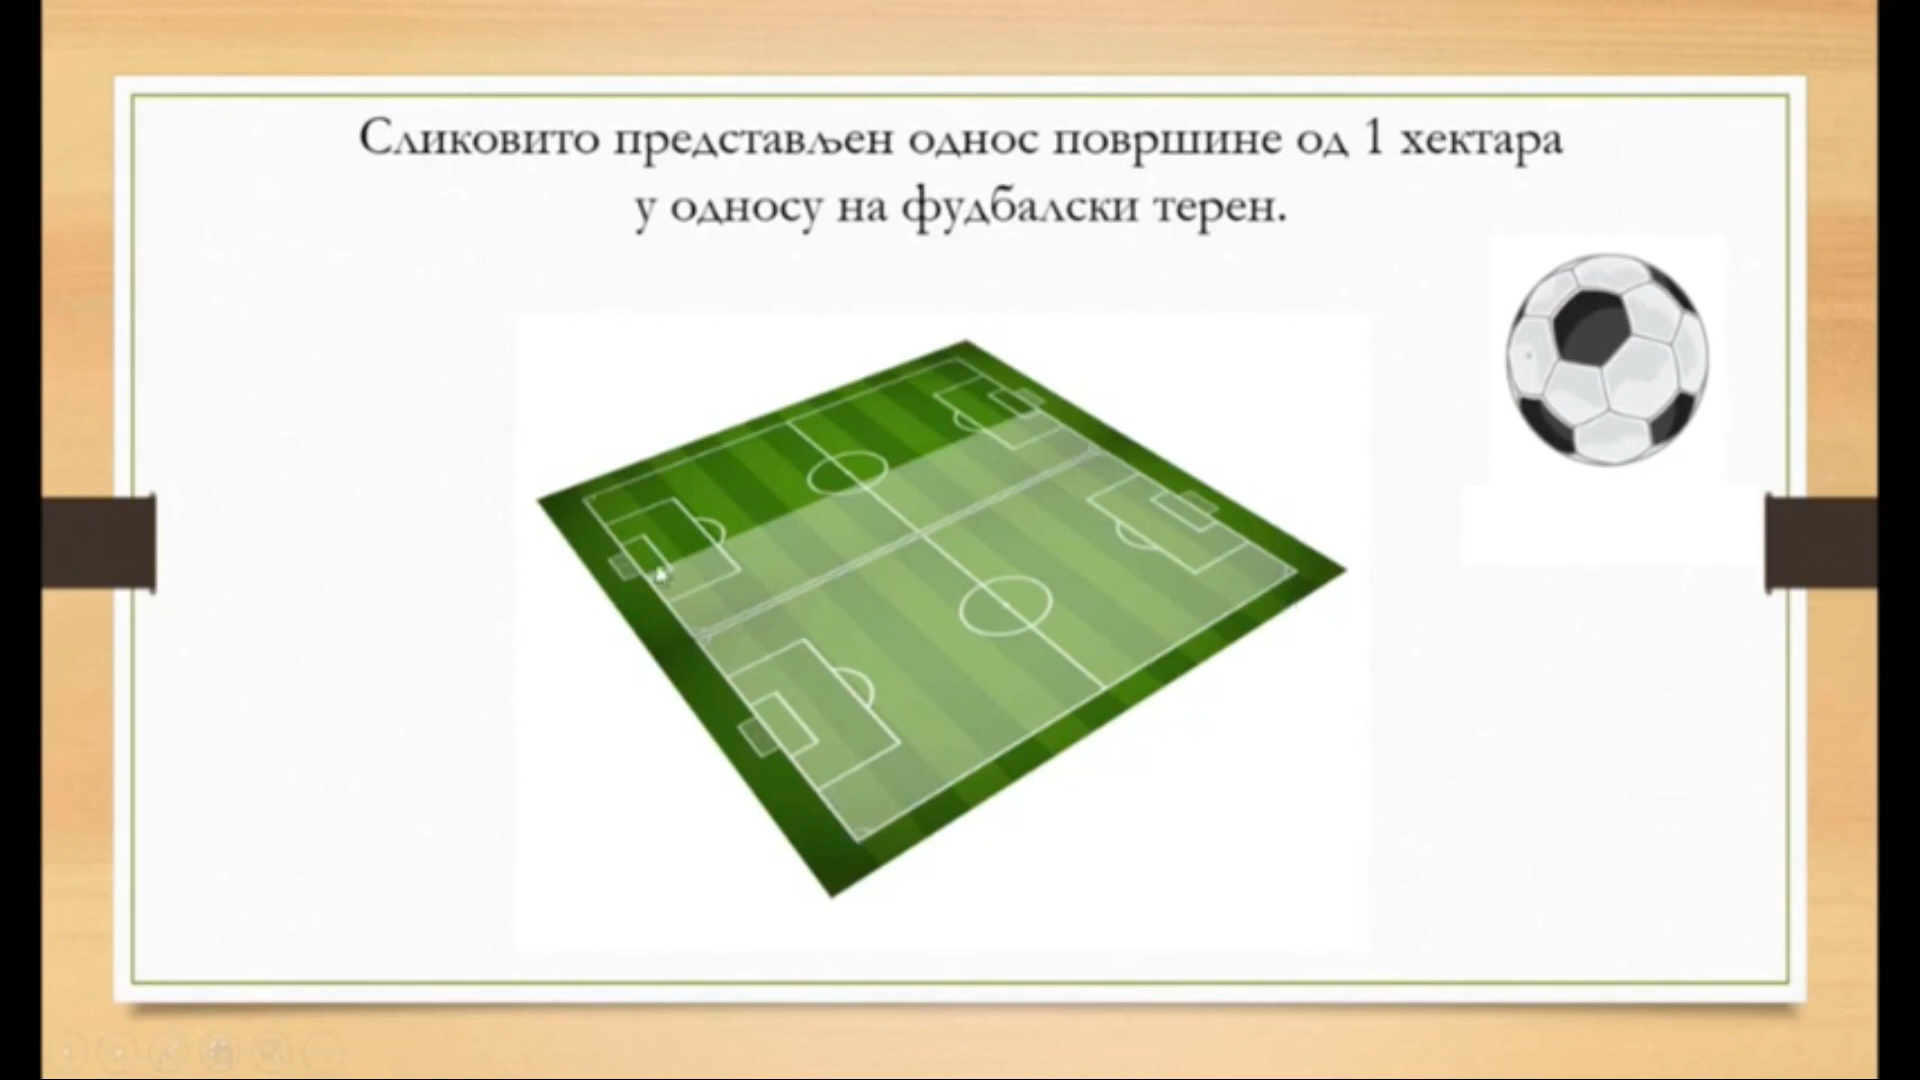 Сликовито представљен однос површине од 1 хектара
у односу на фудбалски терен.